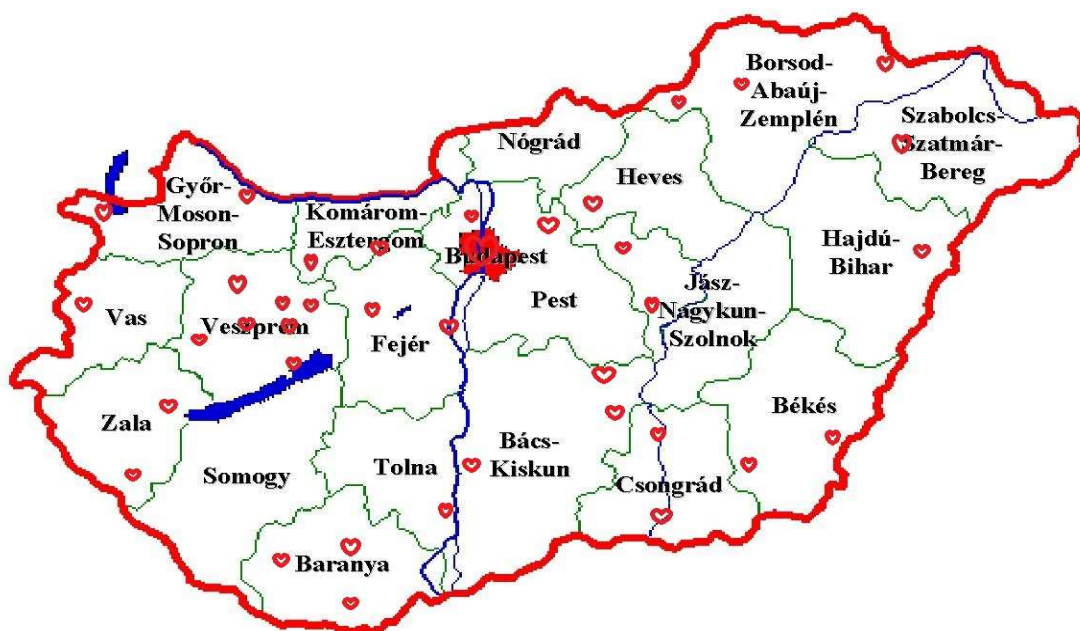 Borsod-
Abaúj-
Zemplén
Szabolcs-
Szatmár-
Bereg
Nógrád
Heves
Győr-
Moson-
Sopron
Komárom-
Esztergom
Budapest
Hajdú-
Bihar
Pest
Jász-
Nagykun-
Szolnok
Vas
Veszprém
Fejér
Zala
Somogy
Tolna
Bács-
Kiskun
Békés
Csongrád
Baranya